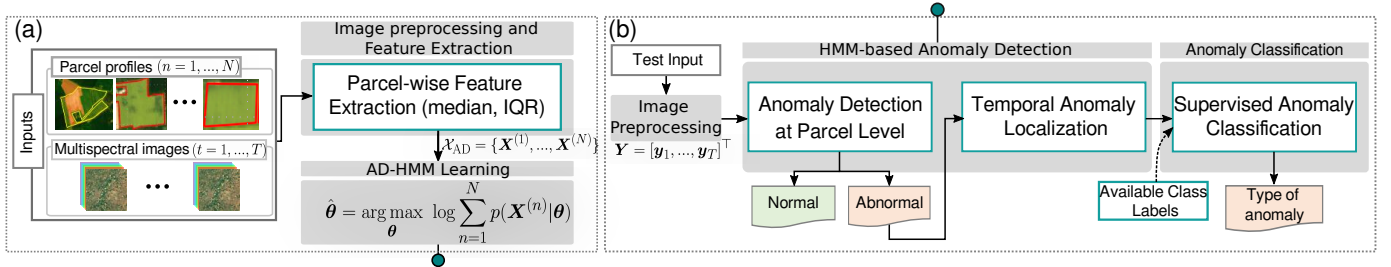 (a)
Image preprocessing and
Feature Extraction
Inputs
Parcel profiles (n = 1, ..., N)
Multispectral images (t = 1, ..., T)
Parcel-wise Feature
Extraction (median, IQR)
𝒳_AD = {X^(1), ..., X^(N)}
AD-HMM Learning
θ̂ = arg max_θ log ∑_{n=1}^{N} p(X^(n)|θ)
(b)
HMM-based Anomaly Detection
Anomaly Classification
Test Input
Image
Preprocessing
Y = [y_1, ..., y_T]^⊤
Anomaly Detection
at Parcel Level
Temporal Anomaly
Localization
Supervised Anomaly
Classification
Normal
Abnormal
Available Class
Labels
Type of
anomaly